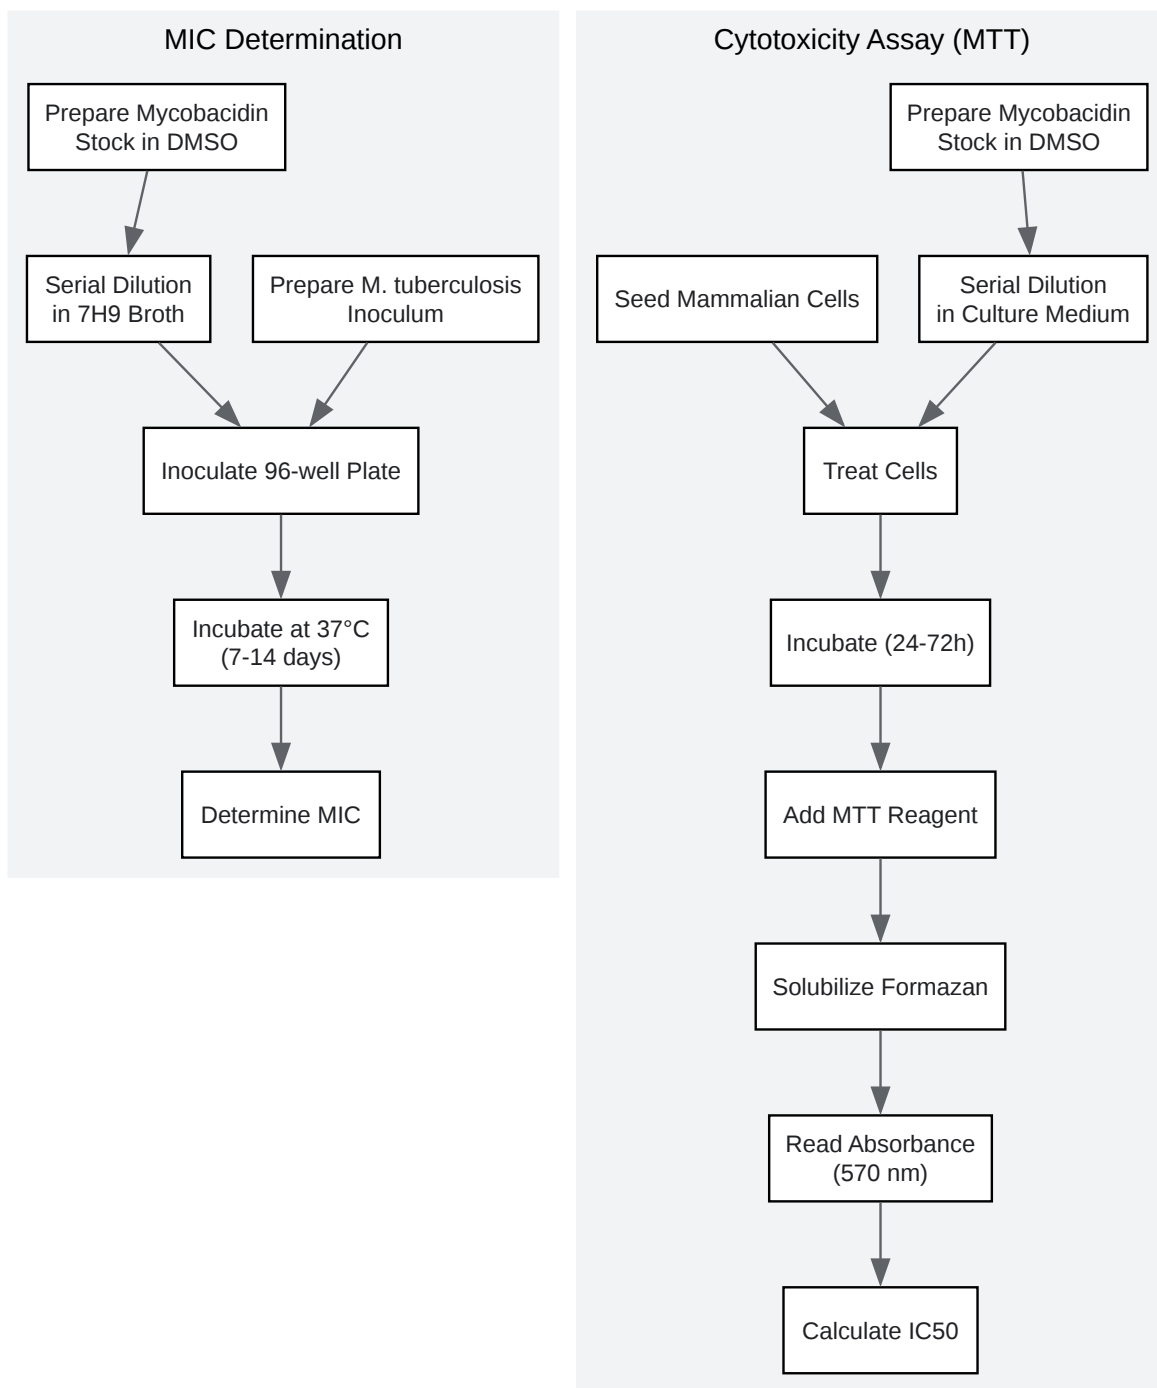 MIC Determination
Prepare Mycobacidin
Stock in DMSO
Serial Dilution
in 7H9 Broth
Prepare M. tuberculosis
Inoculum
Inoculate 96-well Plate
Incubate at 37°C
(7-14 days)
Determine MIC
Cytotoxicity Assay (MTT)
Prepare Mycobacidin
Stock in DMSO
Seed Mammalian Cells
Serial Dilution
in Culture Medium
Treat Cells
Incubate (24-72h)
Add MTT Reagent
Solubilize Formazan
Read Absorbance
(570 nm)
Calculate IC50